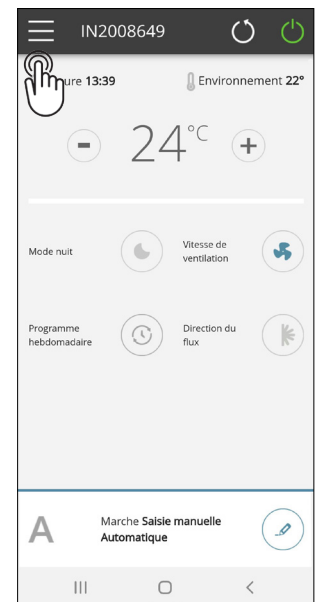 IN2008649
ure 13:39
Environnement 22°
24°C
Mode nuit
Vitesse de
ventilation
Programme
hebdomadaire
Direction du
flux
A
Marche Saisie manuelle
Automatique